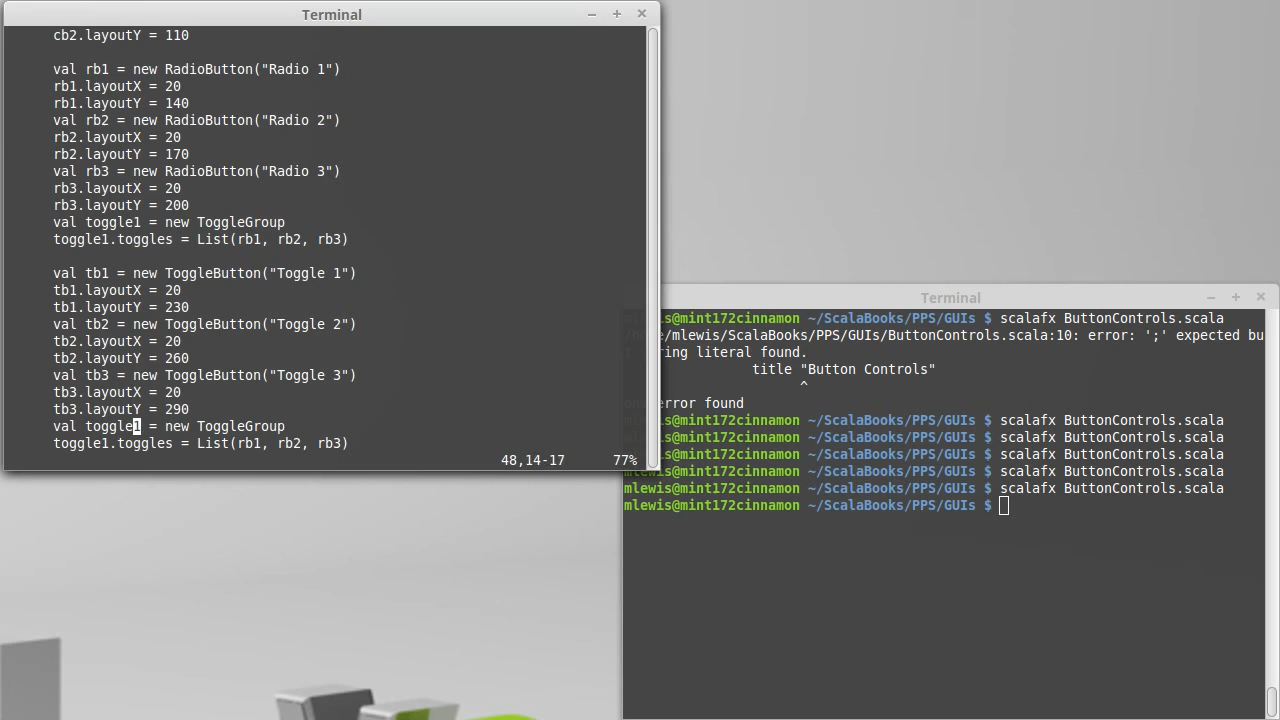 Terminal
cb2.layoutY = 110
val rb1 = new RadioButton("Radio 1")
rb1.layoutX = 20
rb1.layoutY = 140
val rb2 = new RadioButton("Radio 2")
rb2.layoutX = 20
rb2.layoutY = 170
val rb3 = new RadioButton("Radio 3")
rb3.layoutX = 20
rb3.layoutY = 200
val toggle1 = new ToggleGroup
toggle1.toggles = List(rb1, rb2, rb3)
val tb1 = new ToggleButton("Toggle 1")
tb1.layoutX = 20
tb1.layoutY = 230
val tb2 = new ToggleButton("Toggle 2")
tb2.layoutX = 20
tb2.layoutY = 260
val tb3 = new ToggleButton("Toggle 3")
tb3.layoutX = 20
tb3.layoutY = 290
val toggle1 = new ToggleGroup
toggle1.toggles = List(rb1, rb2, rb3)
48,14-17 77%
Terminal
mlewis@mint172cinnamon ~/ScalaBooks/PPS/GUIs $ scalafx ButtonControls.scala
/home/mlewis/ScalaBooks/PPS/GUIs/ButtonControls.scala:10: error: ';' expected bu
t string literal found.
title "Button Controls"
^
one error found
mlewis@mint172cinnamon ~/ScalaBooks/PPS/GUIs $ scalafx ButtonControls.scala
mlewis@mint172cinnamon ~/ScalaBooks/PPS/GUIs $ scalafx ButtonControls.scala
mlewis@mint172cinnamon ~/ScalaBooks/PPS/GUIs $ scalafx ButtonControls.scala
mlewis@mint172cinnamon ~/ScalaBooks/PPS/GUIs $ scalafx ButtonControls.scala
mlewis@mint172cinnamon ~/ScalaBooks/PPS/GUIs $ scalafx ButtonControls.scala
mlewis@mint172cinnamon ~/ScalaBooks/PPS/GUIs $